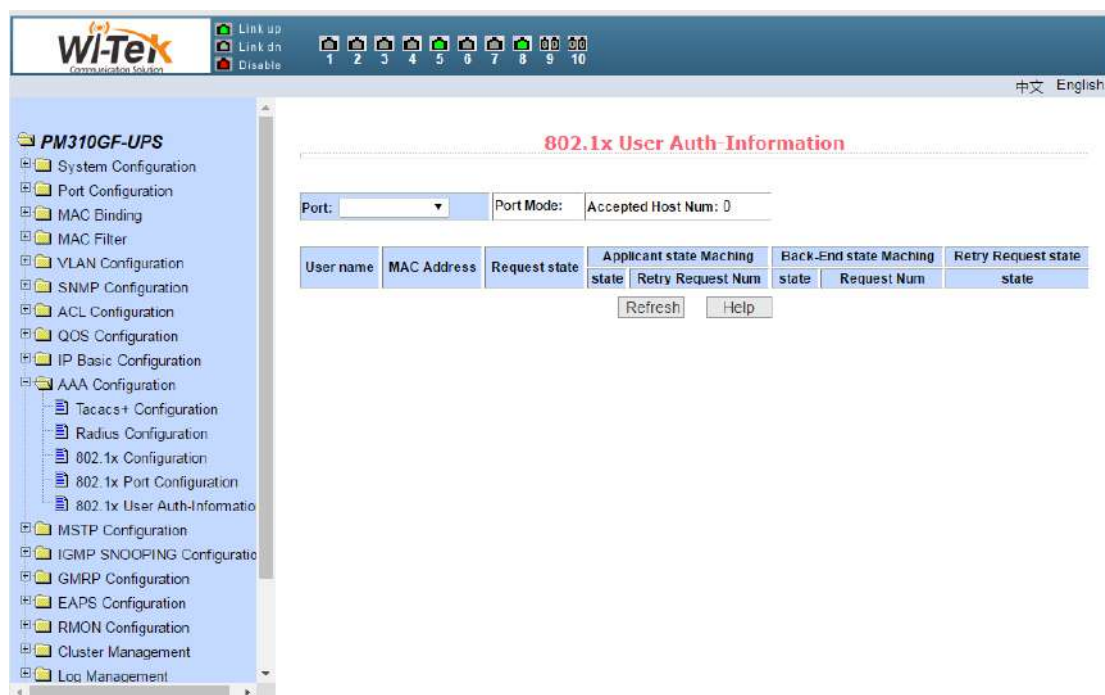 WI-Tek
Communication Solution
Link up
Link dn
Disable
1 2 3 4 5 6 7 8 9 10
中文 English
PM310GF-UPS
System Configuration
Port Configuration
MAC Binding
MAC Filter
VLAN Configuration
SNMP Configuration
ACL Configuration
QOS Configuration
IP Basic Configuration
AAA Configuration
Tacacs+ Configuration
Radius Configuration
802.1x Configuration
802.1x Port Configuration
802.1x User Auth-Informatio
MSTP Configuration
IGMP SNOOPING Configuratio
GMRP Configuration
EAPS Configuration
RMON Configuration
Cluster Management
Log Management
802.1x User Auth-Information
Port: Port Mode: Accepted Host Num: 0
User name MAC Address Request state Applicant state Maching Back-End state Maching Retry Request state
state Retry Request Num state Request Num state
Refresh Help